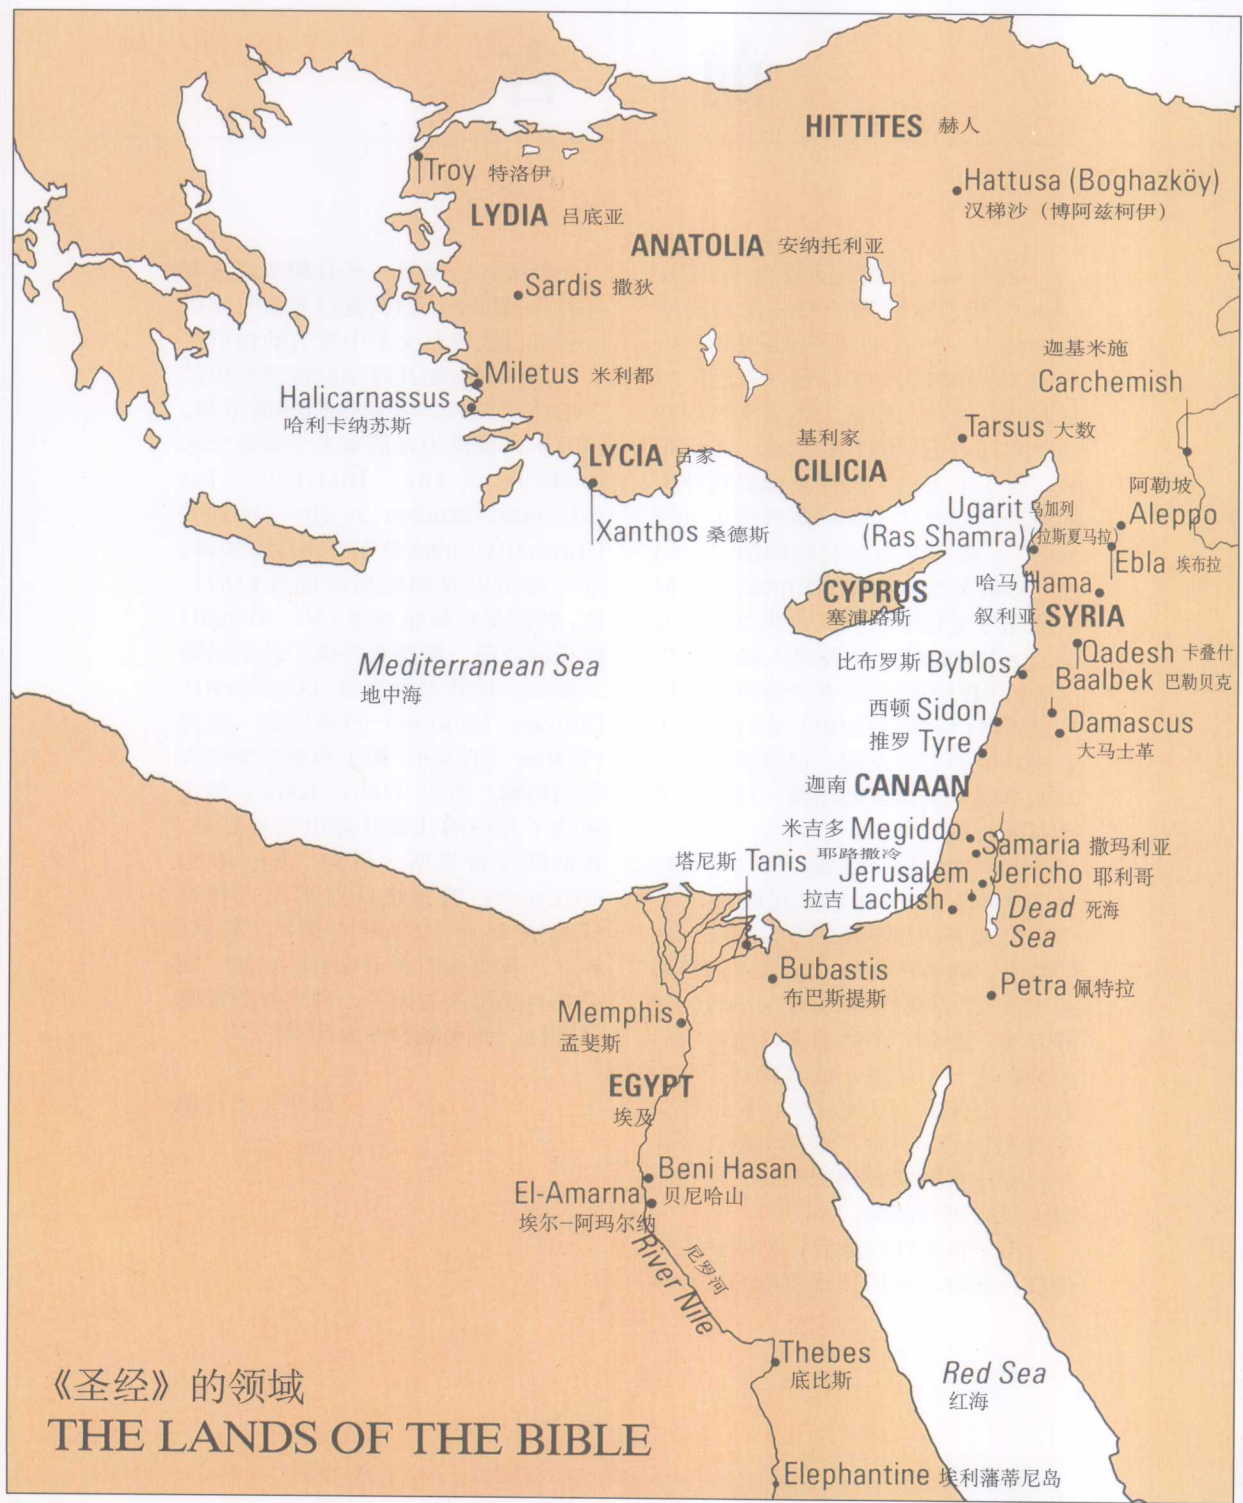 HITTITES 赫人
Troy 特洛伊
Hattusa (Boghazköy)
汉梯沙（博阿兹柯伊）
LYDIA 吕底亚
ANATOLIA 安纳托利亚
Sardis 撒狄
迦基米施
Carchemish
Miletus 米利都
Halicarnassus
哈利卡纳苏斯
Tarsus 大数
基利家
CILICIA
LYCIA 吕家
阿勒坡
Aleppo
Ugarit 乌加列
(Ras Shamra) (拉斯夏马拉)
Xanthos 桑德斯
Ebla 埃布拉
哈马 Hama
CYPRUS
塞浦路斯
叙利亚 SYRIA
Qadesh 卡叠什
Mediterranean Sea
地中海
比布罗斯 Byblos
Baalbek 巴勒贝克
西顿 Sidon
Damascus
大马士革
推罗 Tyre
迦南 CANAAN
米吉多 Megiddo
Samaria 撒玛利亚
塔尼斯 Tanis
耶路撒冷
Jerusalem
Jericho 耶利哥
拉吉 Lachish
Dead 死海
Sea
Bubastis
布巴斯提斯
Petra 佩特拉
Memphis
孟斐斯
EGYPT
埃及
Beni Hasan
贝尼哈山
El-Amarna
埃尔–阿玛尔纳
River Nile
尼罗河
Thebes
底比斯
Red Sea
红海
《圣经》的领域
THE LANDS OF THE BIBLE
Elephantine 埃利藩蒂尼岛